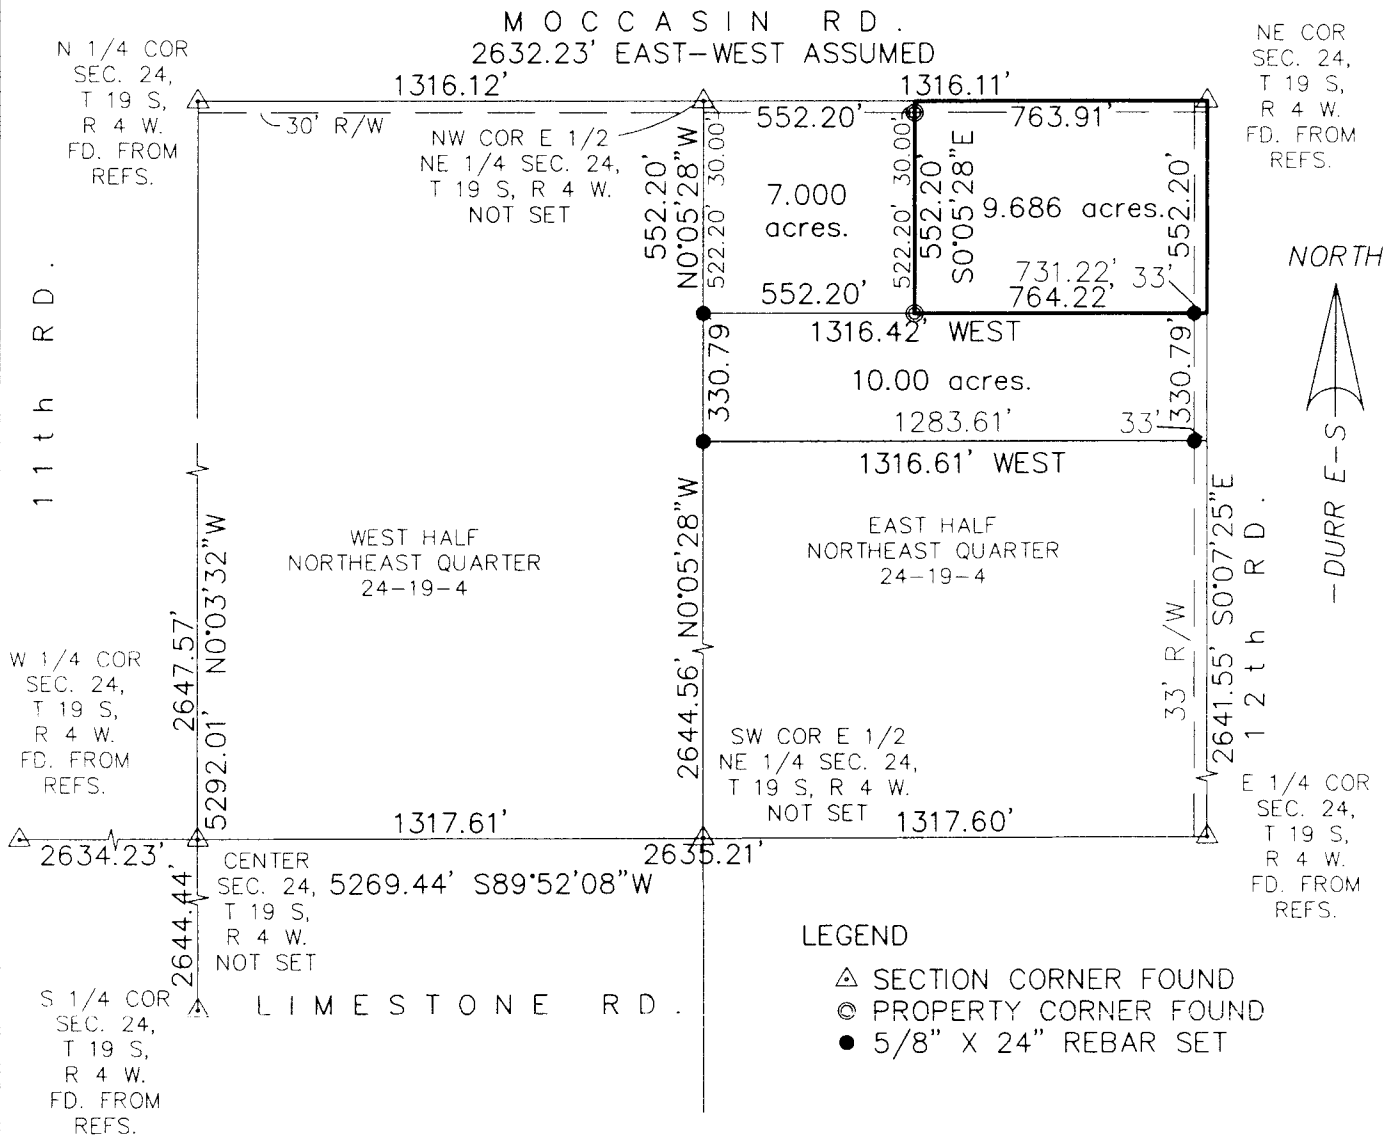 MOCCASIN RD.
2632.23' EAST-WEST ASSUMED
N 1/4 COR
SEC. 24,
T 19 S,
R 4 W.
FD. FROM
REFS.
1316.12'
1316.11'
NE COR
SEC. 24,
T 19 S,
R 4 W.
FD. FROM
REFS.
30' R/W
NW COR E 1/2
NE 1/4 SEC. 24,
T 19 S, R 4 W.
NOT SET
552.20'
763.91'
552.20'
N0°05'28"W
522.20' 30.00'
7.000
acres.
522.20' 30.00'
552.20'
S0°05'28"E
9.686 acres.
552.20'
731.22' 33'
552.20'
764.22'
1316.42' WEST
330.79'
10.00 acres.
330.79'
1283.61' 33'
1316.61' WEST
NORTH
-DURR E-S-
11th RD.
WEST HALF
NORTHEAST QUARTER
24-19-4
EAST HALF
NORTHEAST QUARTER
24-19-4
2647.57' N0°03'32"W
5292.01'
2644.56' N0°05'28"W
33' R/W
2641.55' S0°07'25"E
12th RD.
W 1/4 COR
SEC. 24,
T 19 S,
R 4 W.
FD. FROM
REFS.
SW COR E 1/2
NE 1/4 SEC. 24,
T 19 S, R 4 W.
NOT SET
E 1/4 COR
SEC. 24,
T 19 S,
R 4 W.
FD. FROM
REFS.
1317.61'
1317.60'
2634.23'
2635.21'
CENTER
SEC. 24,
T 19 S,
R 4 W.
NOT SET
5269.44' S89°52'08"W
2644.44'
S 1/4 COR
SEC. 24,
T 19 S,
R 4 W.
FD. FROM
REFS.
LIMESTONE RD.
LEGEND
SECTION CORNER FOUND
PROPERTY CORNER FOUND
5/8" X 24" REBAR SET